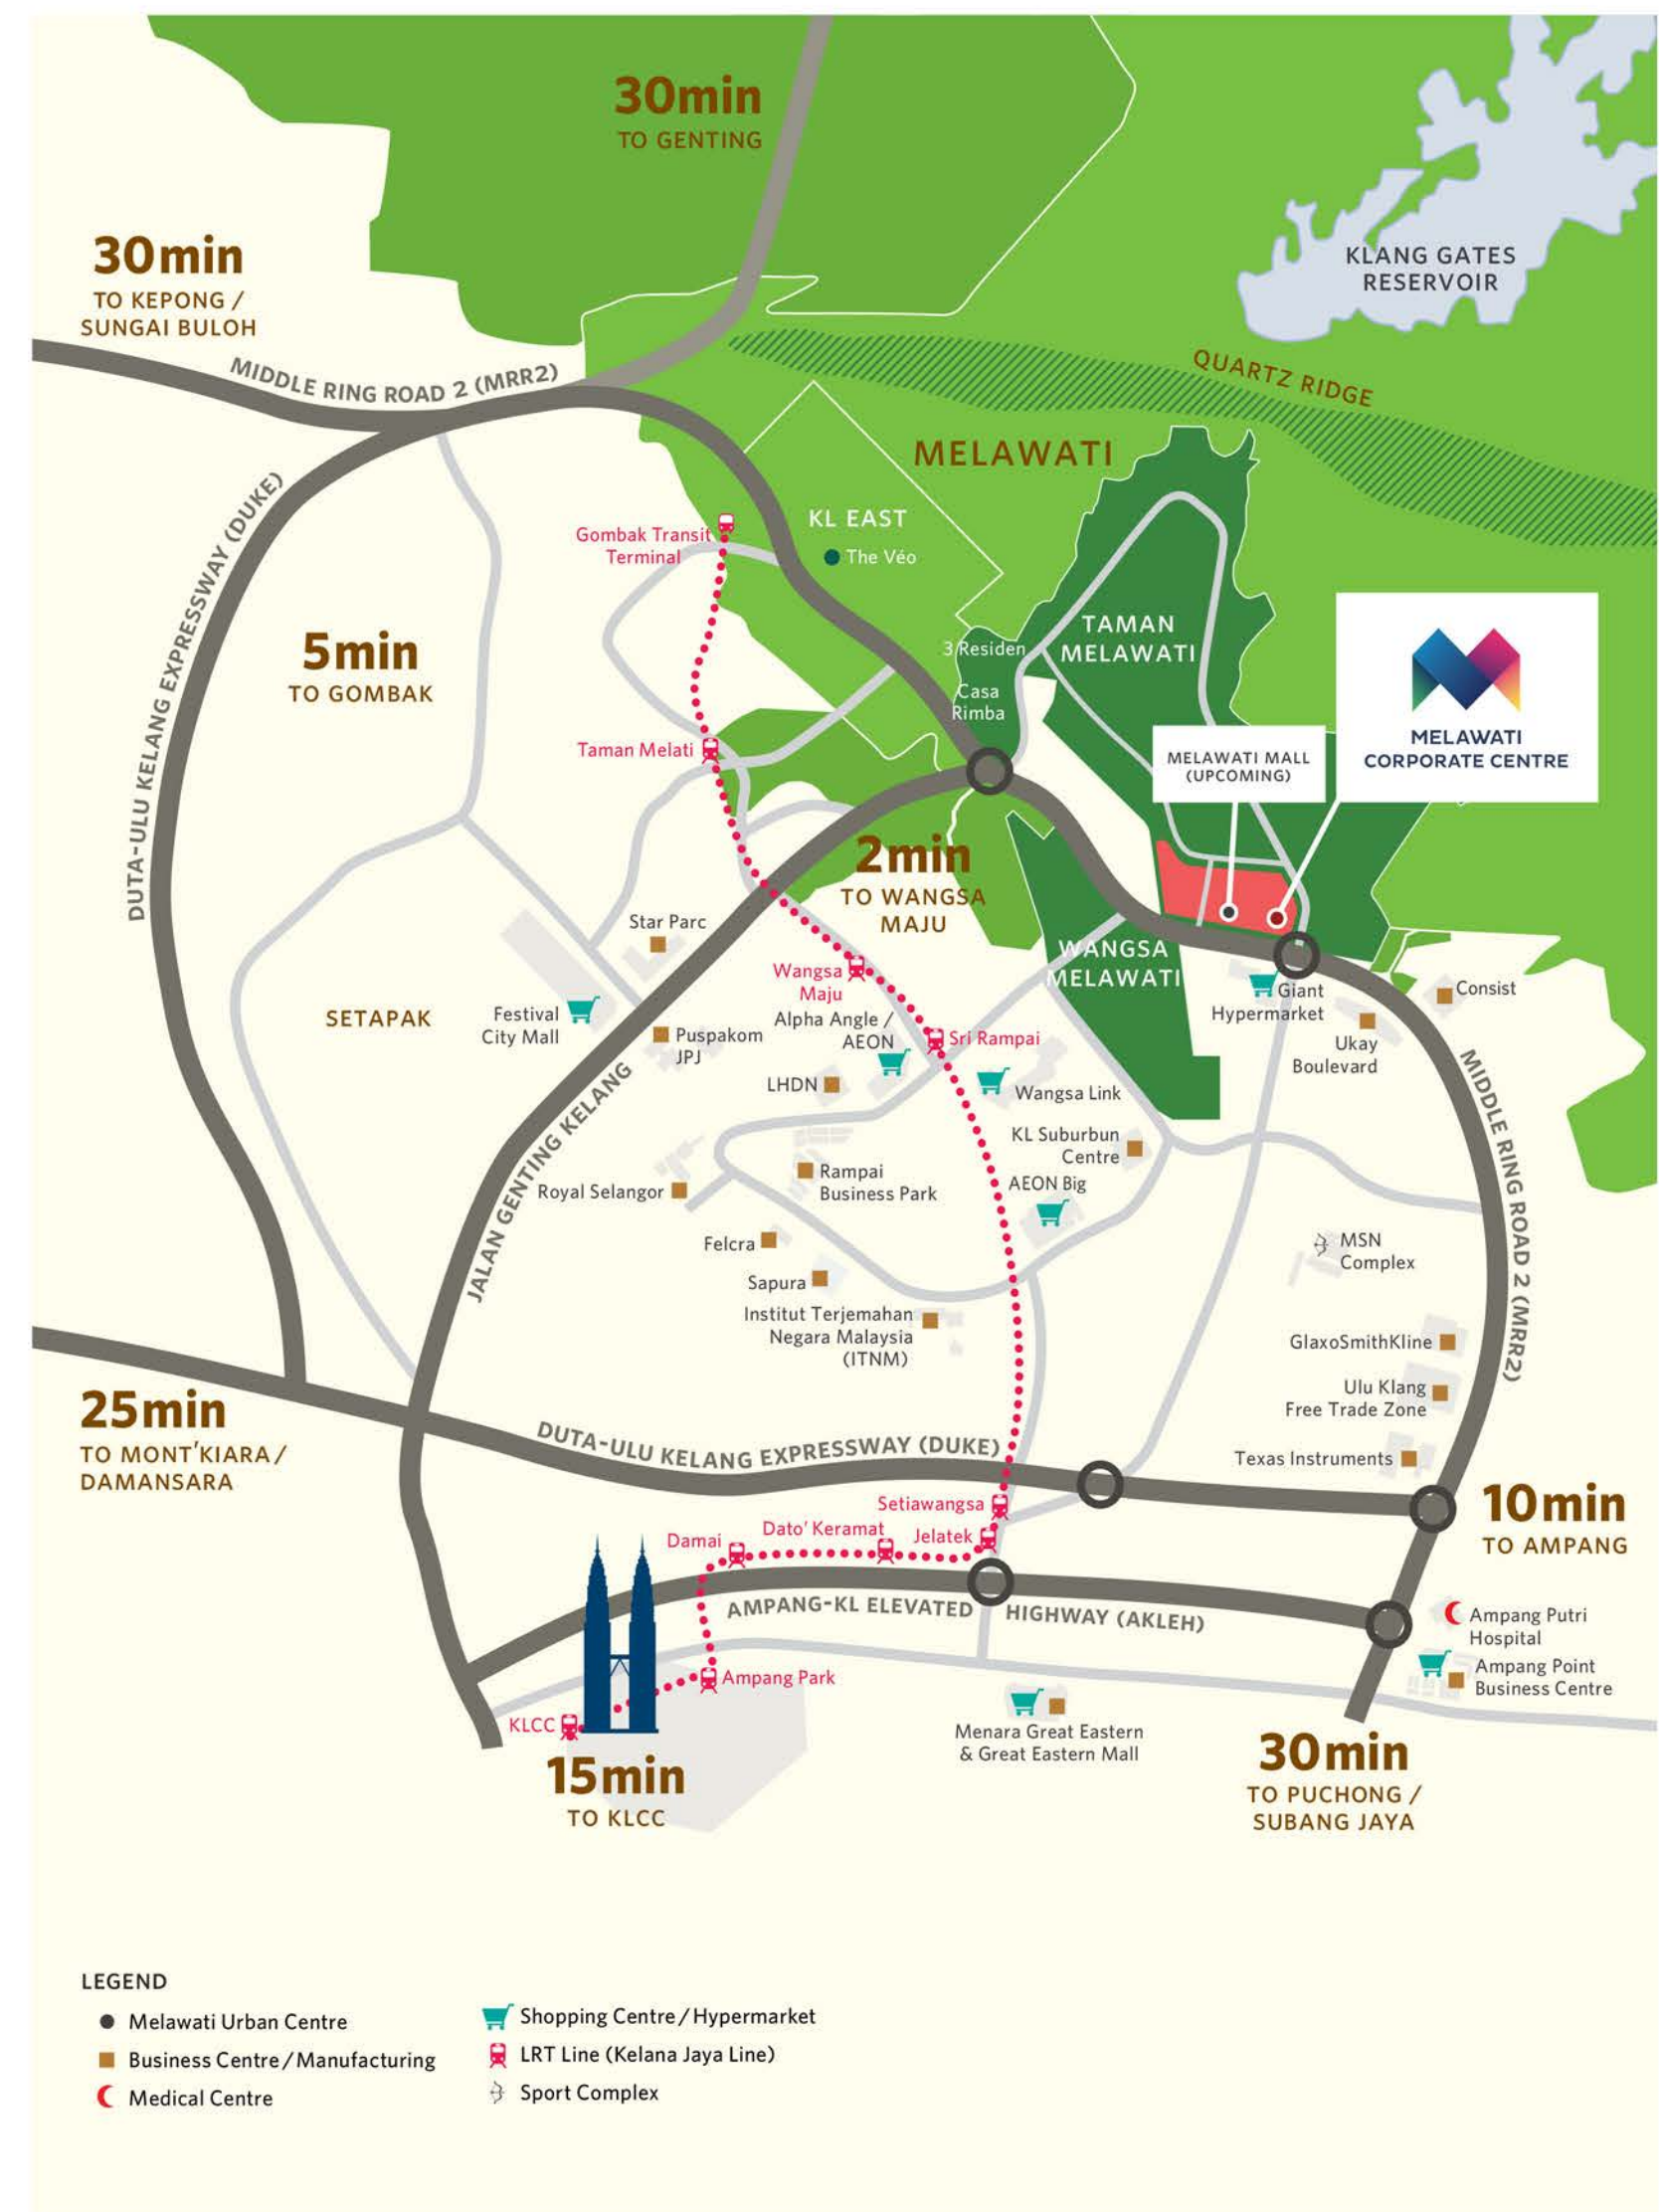 30min
TO GENTING
30min
TO KEPONG /
SUNGAI BULOH
KLANG GATES
RESERVOIR
MIDDLE RING ROAD 2 (MRR2)
QUARTZ RIDGE
MELAWATI
DUTA-ULU KELANG EXPRESSWAY (DUKE)
KL EAST
The Véo
Gombak Transit
Terminal
5min
TO GOMBAK
TAMAN
MELAWATI
3 Residen
Casa
Rimba
MELAWATI
CORPORATE CENTRE
MELAWATI MALL
(UPCOMING)
Taman Melati
2min
TO WANGSA
MAJU
Star Parc
WANGSA
MELAWATI
Wangsa
Maju
Giant
Hypermarket
Consist
SETAPAK
Festival
City Mall
Puspakom
JPJ
Alpha Angle /
AEON
Sri Rampai
Ukay
Boulevard
LHDN
Wangsa Link
JALAN GENTING KELANG
MIDDLE RING ROAD 2 (MRR2)
KL Suburbun
Centre
Rampai
Business Park
Royal Selangor
AEON Big
Felcra
MSN
Complex
Sapura
Institut Terjemahan
Negara Malaysia
(ITNM)
GlaxoSmithKline
Ulu Klang
Free Trade Zone
25min
TO MONT'KIARA /
DAMANSARA
DUTA-ULU KELANG EXPRESSWAY (DUKE)
Texas Instruments
10min
TO AMPANG
Setiawangsa
Jelatek
Dato' Keramat
Damai
AMPANG-KL ELEVATED HIGHWAY (AKLEH)
Ampang Putri
Hospital
Ampang Point
Business Centre
Ampang Park
KLCC
Menara Great Eastern
& Great Eastern Mall
15min
TO KLCC
30min
TO PUCHONG /
SUBANG JAYA
LEGEND
Melawati Urban Centre
Business Centre / Manufacturing
Medical Centre
Shopping Centre / Hypermarket
LRT Line (Kelana Jaya Line)
Sport Complex